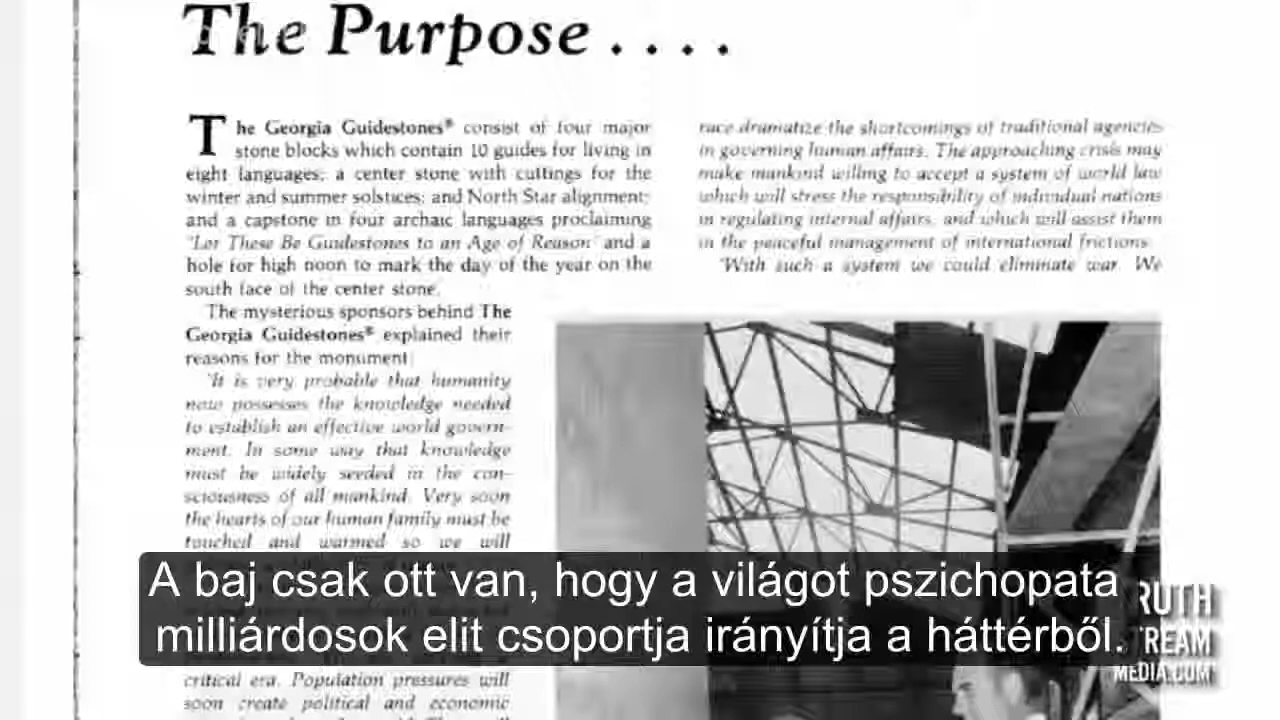 The Purpose . . . .
The Georgia Guidestones® consist of four major
stone blocks which contain 10 guides for living in
eight languages; a center stone with cuttings for the
winter and summer solstices; and North Star alignment;
and a capstone in four archaic languages proclaiming
"Let These Be Guidestones to an Age of Reason" and a
hole for high noon to mark the day of the year on the
south face of the center stone.
The mysterious sponsors behind The
Georgia Guidestones® explained their
reasons for the monument:
"It is very probable that humanity
now possesses the knowledge needed
to establish an effective world govern-
ment. In some way that knowledge
must be widely seeded in the con-
sciousness of all mankind. Very soon
the hearts of our human family must be
touched and warmed so we will
critical era. Population pressures will
soon create political and economic
race dramatize the shortcomings of traditional agencies
in governing human affairs. The approaching crisis may
make mankind willing to accept a system of world law
which will stress the responsibility of individual nations
in regulating internal affairs, and which will assist them
in the peaceful management of international frictions.
"With such a system we could eliminate war. We
A baj csak ott van, hogy a világot pszichopata
milliárdosok elit csoportja irányítja a háttérből.
RUTH
STREAM
MEDIA.COM